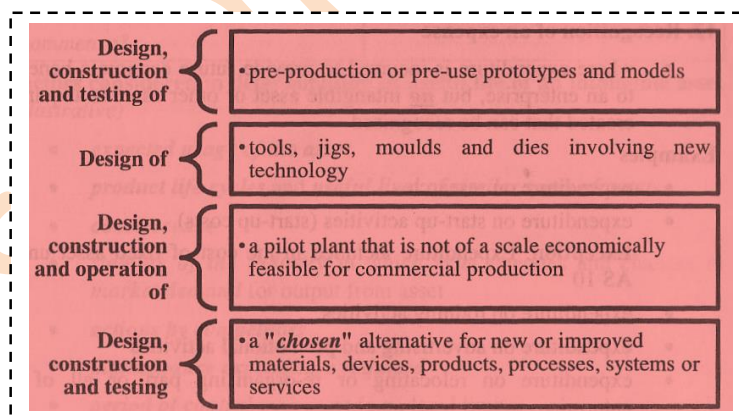 Design,
construction
and testing of
• pre-production or pre-use prototypes and models
Design of
• tools, jigs, moulds and dies involving new
technology
Design,
construction
and operation
of
• a pilot plant that is not of a scale economically
feasible for commercial production
Design,
construction
and testing
• a "chosen" alternative for new or improved
materials, devices, products, processes, systems or
services